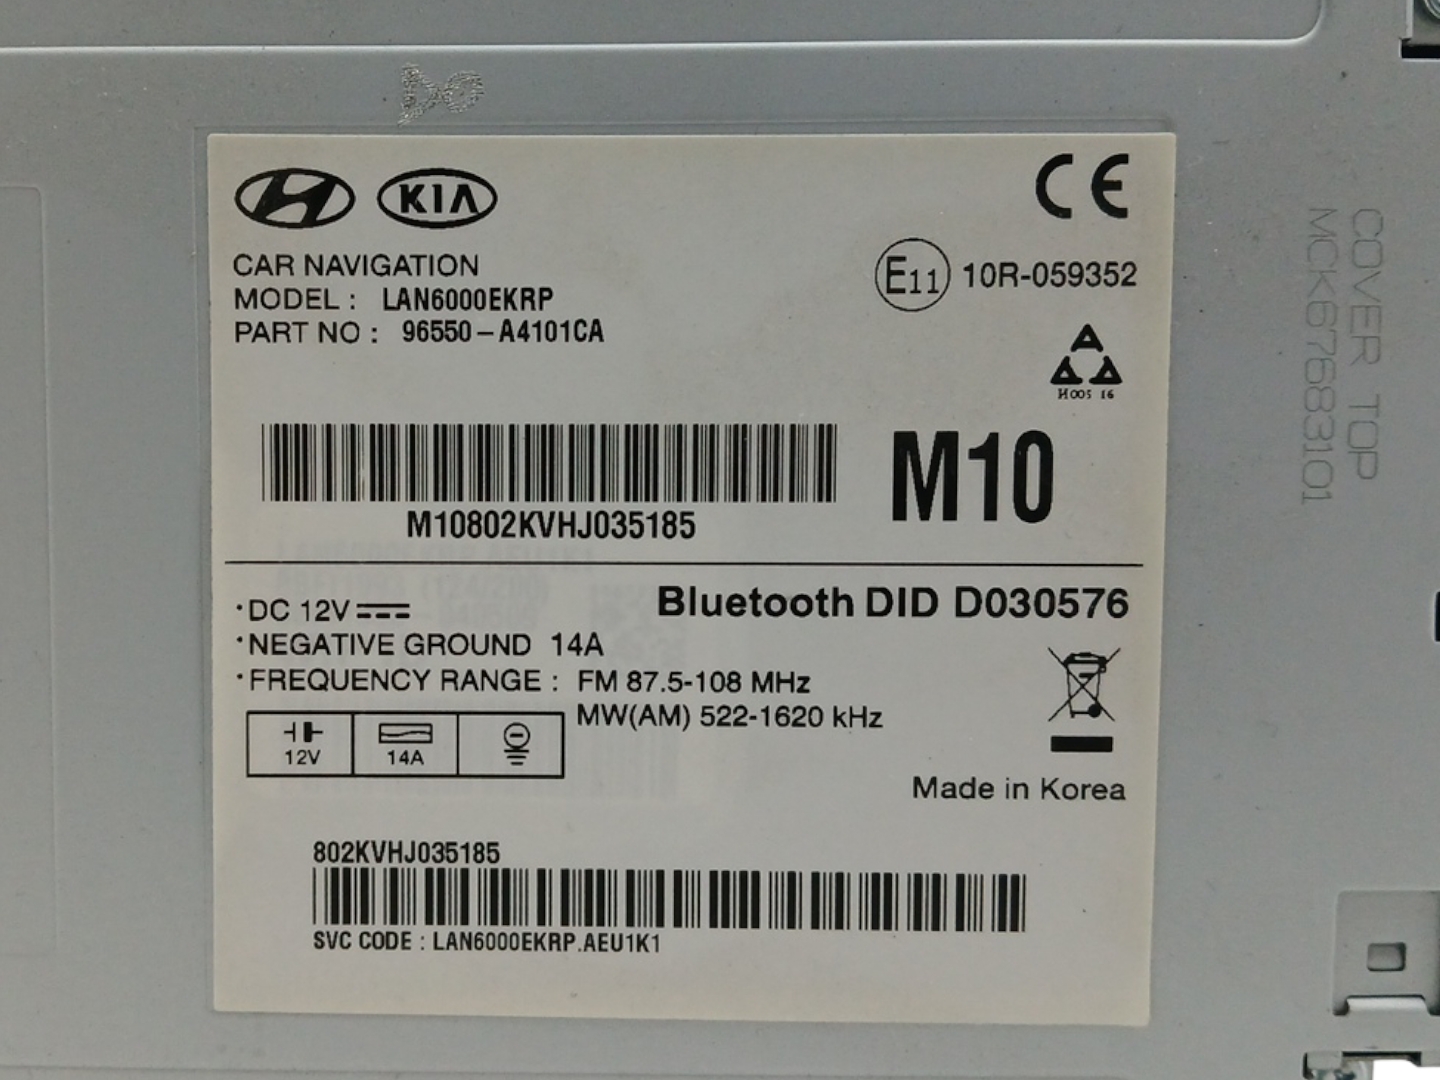 KIA
CE
CAR NAVIGATION
MODEL : LAN6000EKRP
PART NO : 96550-A4101CA
E11 10R-059352
H005 16
M10802KVHJ035185
M10
•DC 12V
Bluetooth DID D030576
•NEGATIVE GROUND 14A
•FREQUENCY RANGE : FM 87.5-108 MHz
MW(AM) 522-1620 kHz
12V 14A
Made in Korea
802KVHJ035185
SVC CODE : LAN6000EKRP.AEU1K1
COVER TOP
MCK67683101